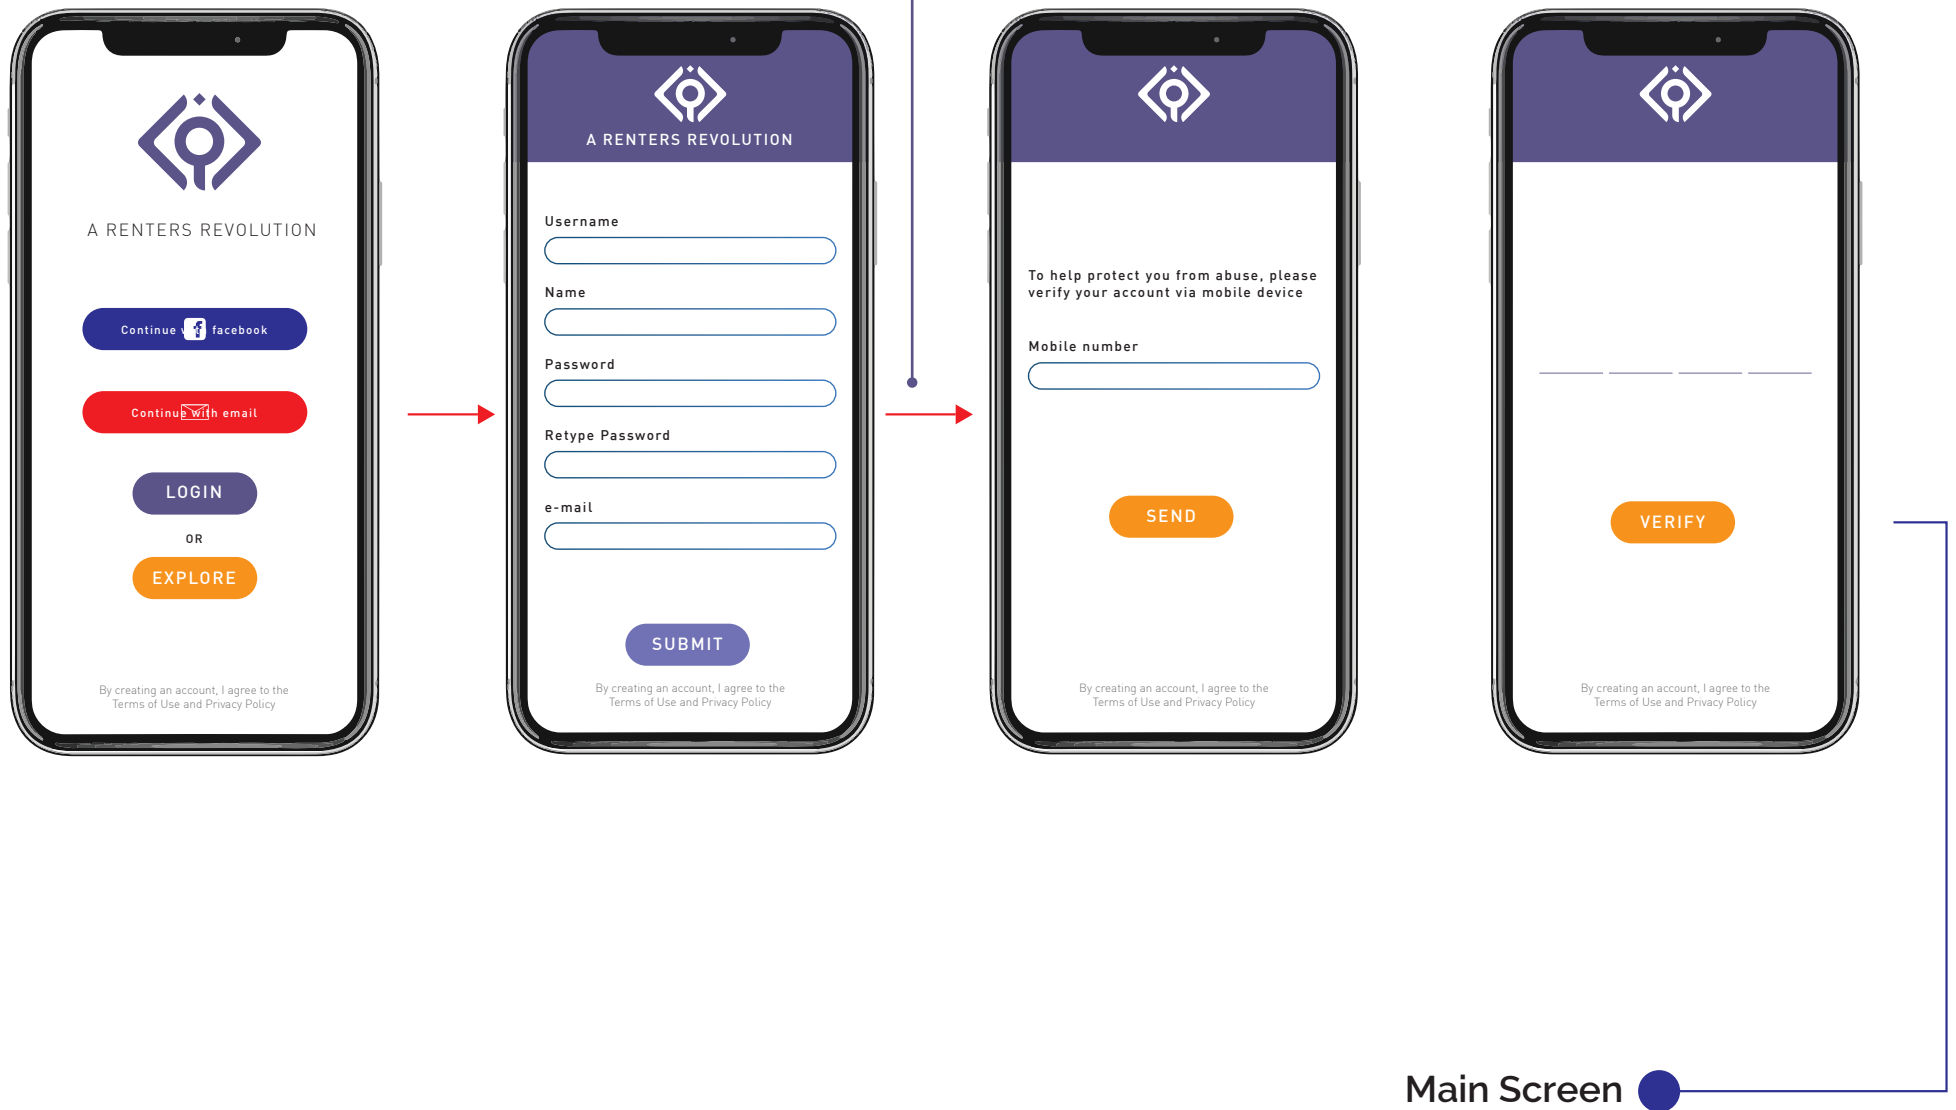 A RENTERS REVOLUTION
Continue with facebook
Continue with email
LOGIN
OR
EXPLORE
By creating an account, I agree to the
Terms of Use and Privacy Policy
A RENTERS REVOLUTION
Username
Name
Password
Retype Password
e-mail
SUBMIT
By creating an account, I agree to the
Terms of Use and Privacy Policy
To help protect you from abuse, please
verify your account via mobile device
Mobile number
SEND
By creating an account, I agree to the
Terms of Use and Privacy Policy
VERIFY
By creating an account, I agree to the
Terms of Use and Privacy Policy
Main Screen